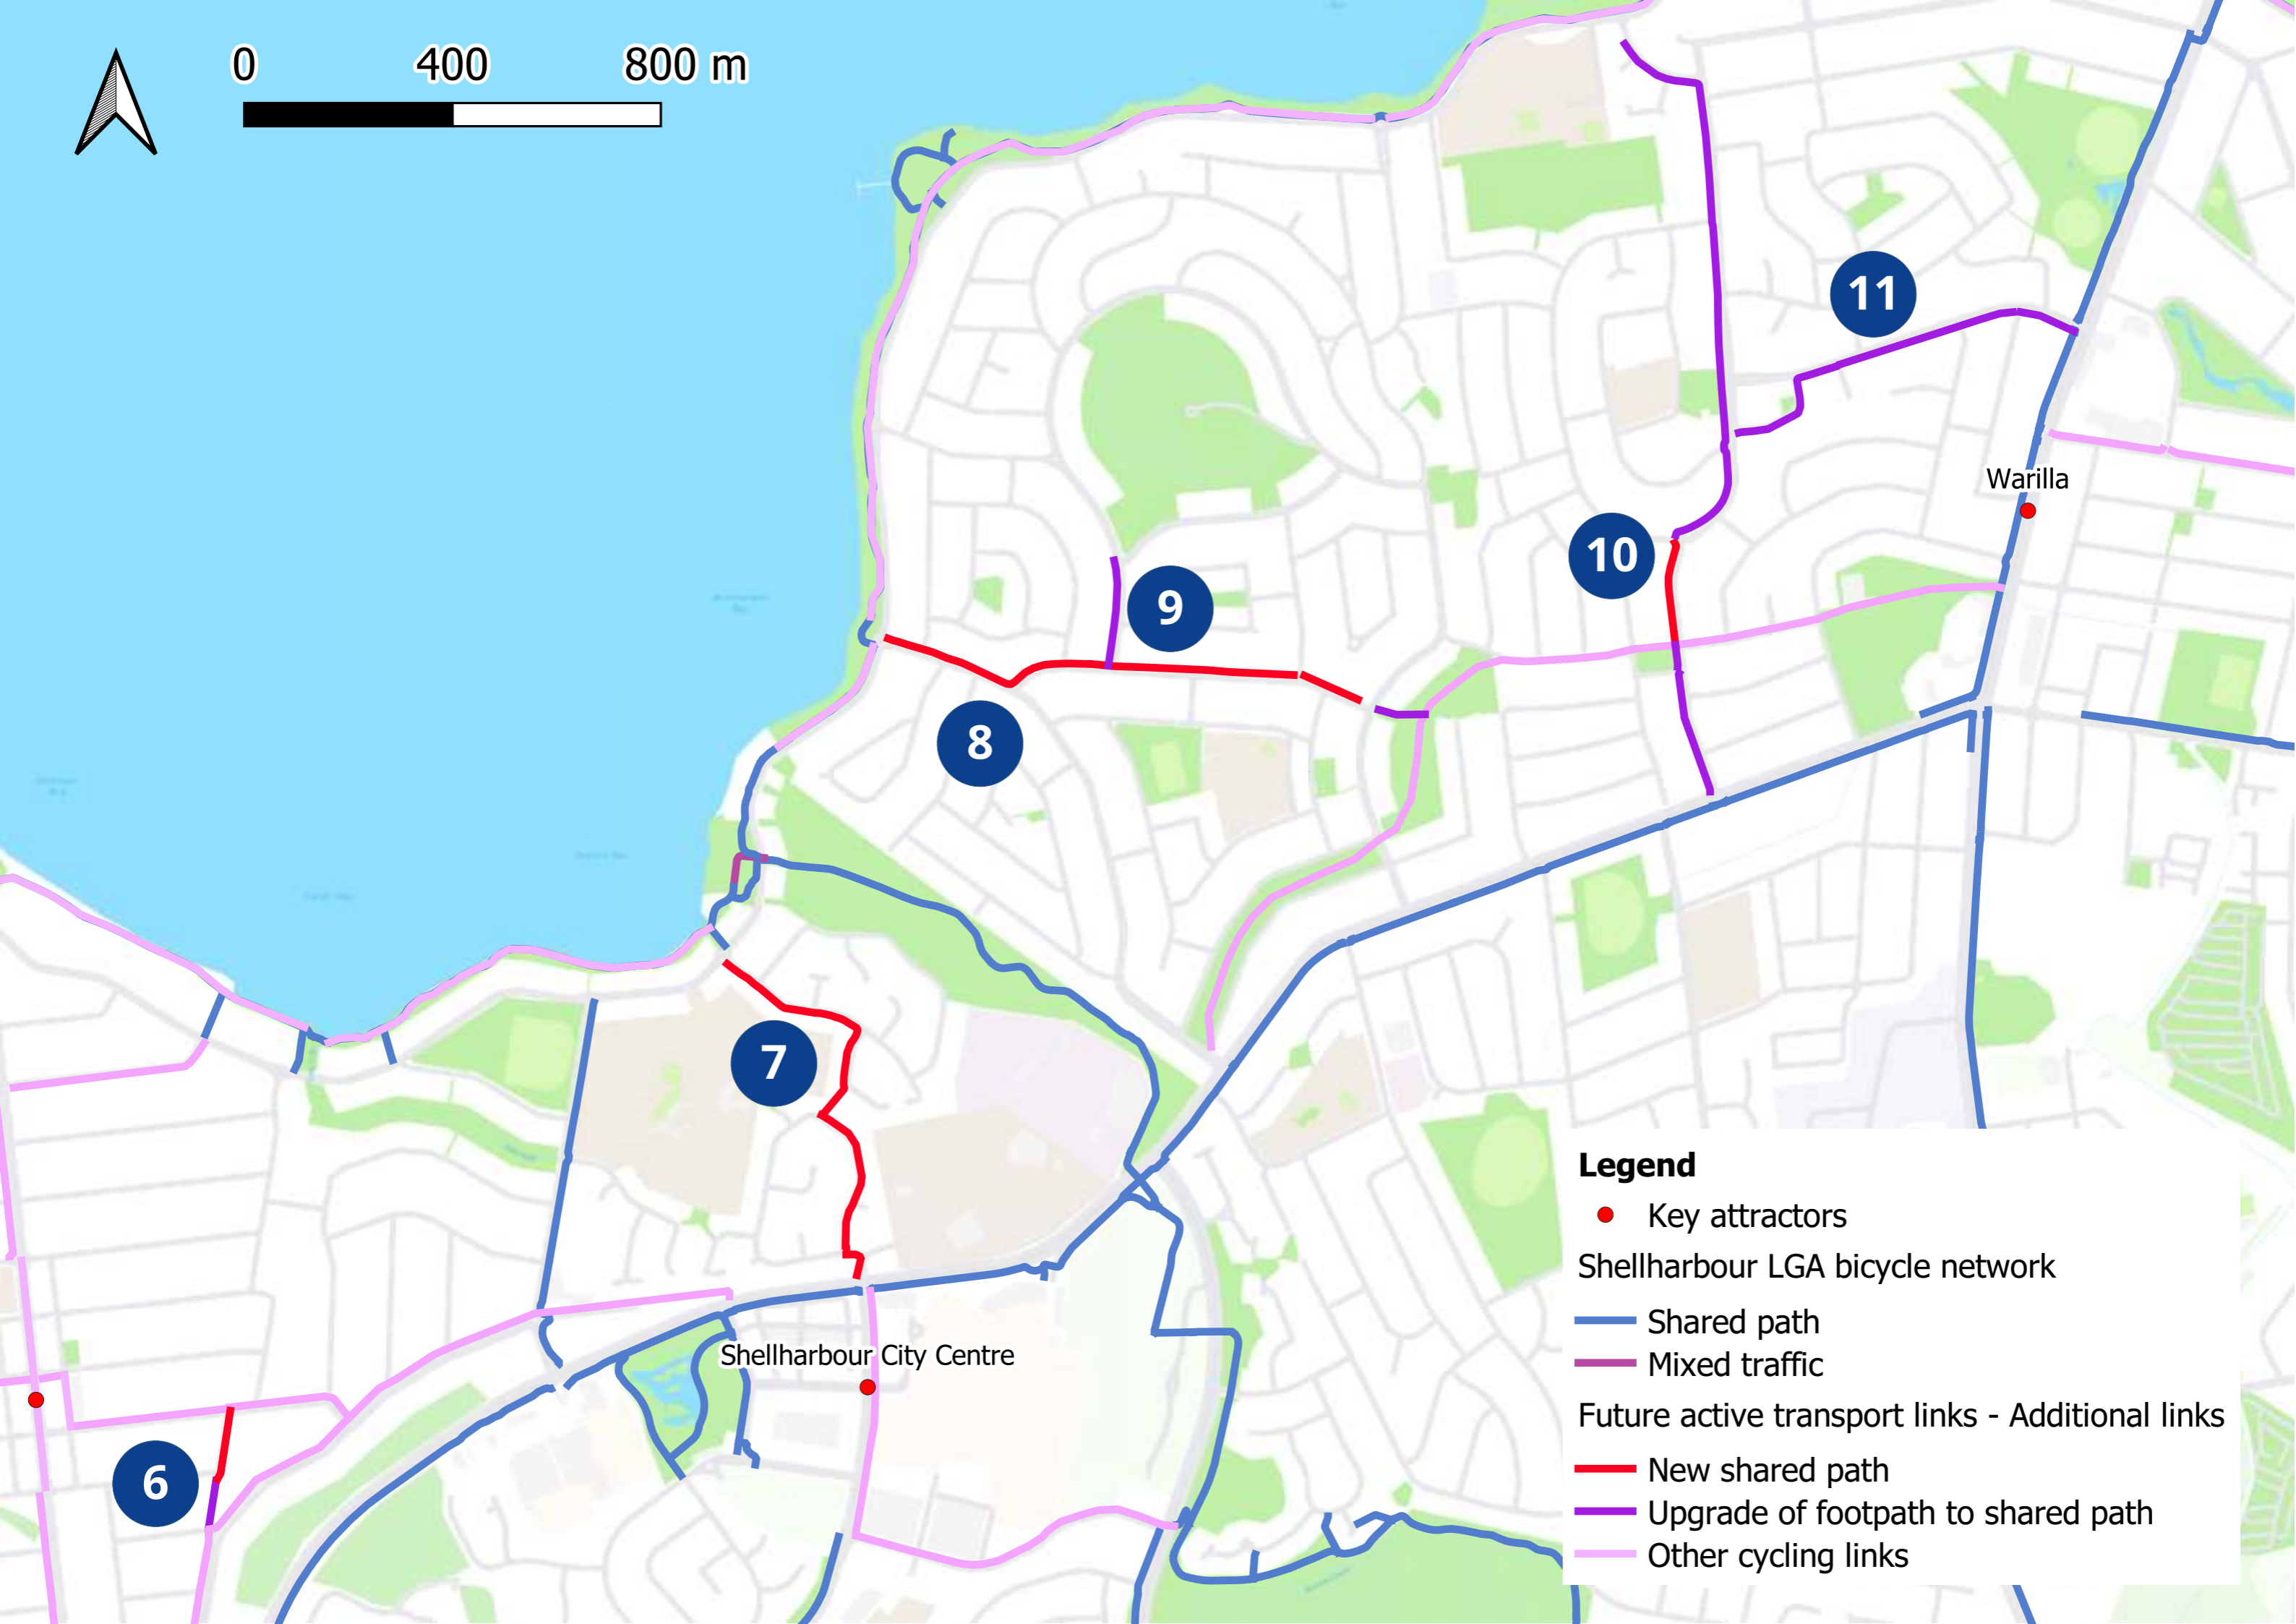 0 400 800 m
11
Warilla
10
9
8
7
Shellharbour City Centre
6
Legend
Key attractors
Shellharbour LGA bicycle network
Shared path
Mixed traffic
Future active transport links - Additional links
New shared path
Upgrade of footpath to shared path
Other cycling links